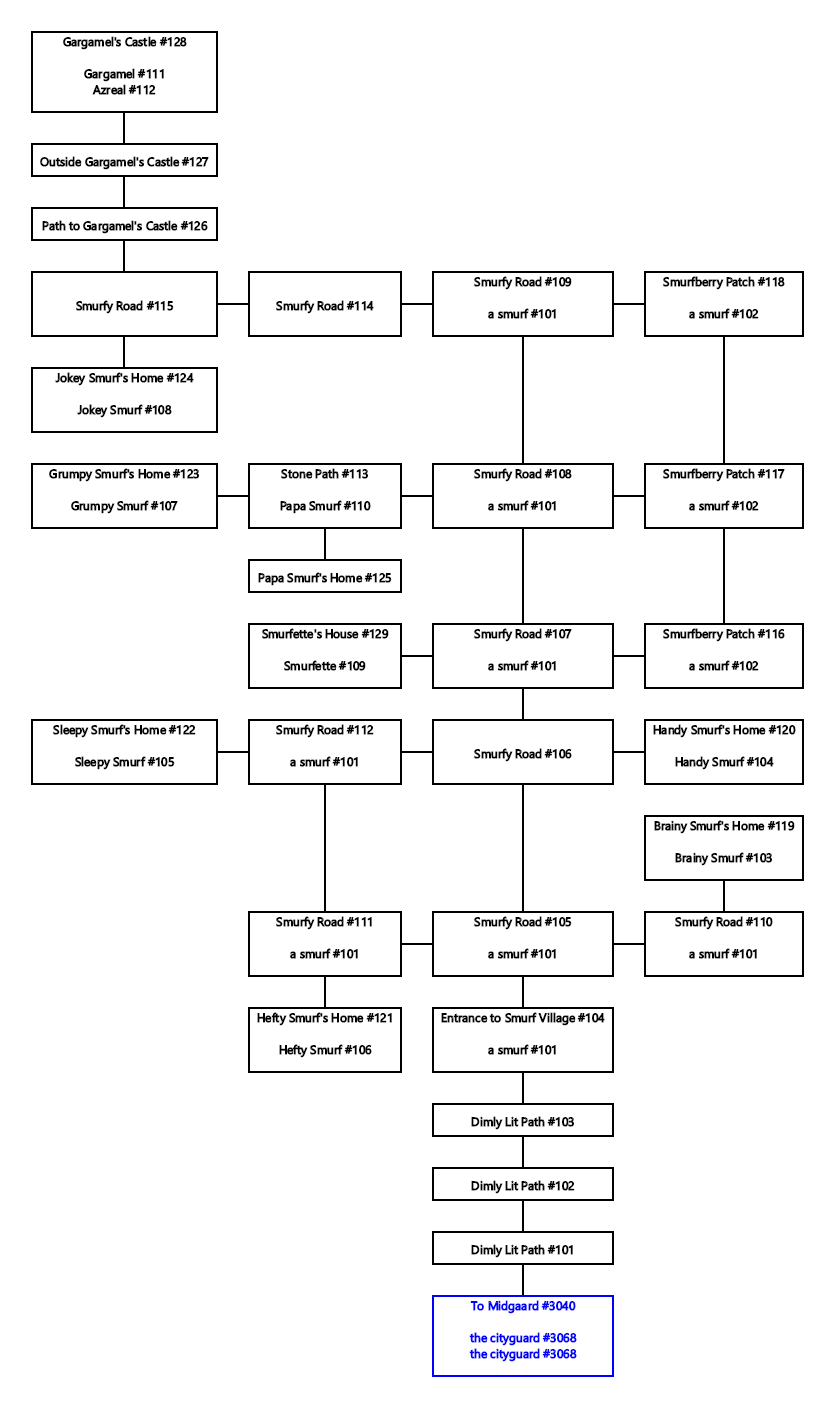 Gargamel's Castle #128
Gargamel #111
Azreal #112
Outside Gargamel's Castle #127
Path to Gargamel's Castle #126
Smurfy Road #115
Smurfy Road #114
Smurfy Road #109
a smurf #101
Smurfberry Patch #118
a smurf #102
Jokey Smurf's Home #124
Jokey Smurf #108
Grumpy Smurf's Home #123
Grumpy Smurf #107
Stone Path #113
Papa Smurf #110
Smurfy Road #108
a smurf #101
Smurfberry Patch #117
a smurf #102
Papa Smurf's Home #125
Smurfette's House #129
Smurfette #109
Smurfy Road #107
a smurf #101
Smurfberry Patch #116
a smurf #102
Sleepy Smurf's Home #122
Sleepy Smurf #105
Smurfy Road #112
a smurf #101
Smurfy Road #106
Handy Smurf's Home #120
Handy Smurf #104
Brainy Smurf's Home #119
Brainy Smurf #103
Smurfy Road #111
a smurf #101
Smurfy Road #105
a smurf #101
Smurfy Road #110
a smurf #101
Hefty Smurf's Home #121
Hefty Smurf #106
Entrance to Smurf Village #104
a smurf #101
Dimly Lit Path #103
Dimly Lit Path #102
Dimly Lit Path #101
To Midgaard #3040
the cityguard #3068
the cityguard #3068